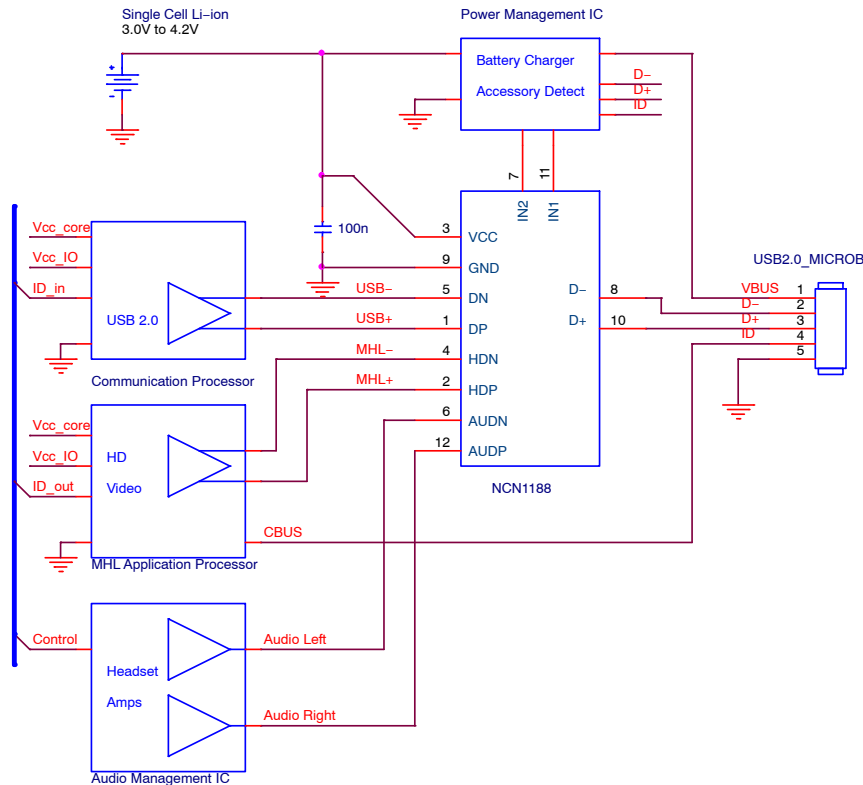 Single Cell Li-ion
3.0V to 4.2V
+
-
Power Management IC
Battery Charger
Accessory Detect
D-
D+
ID
7
11
IN2
IN1
100n
3
VCC
9
GND
5
DN
1
DP
4
HDN
2
HDP
6
AUDN
12
AUDP
D-
8
D+
10
NCN1188
USB2.0_MICROB
VBUS
1
D-
2
D+
3
ID
4
5
Vcc_core
Vcc_IO
ID_in
USB 2.0
USB-
USB+
Communication Processor
MHL-
MHL+
Vcc_core
Vcc_IO
ID_out
HD
Video
CBUS
MHL Application Processor
Control
Headset
Amps
Audio Left
Audio Right
Audio Management IC